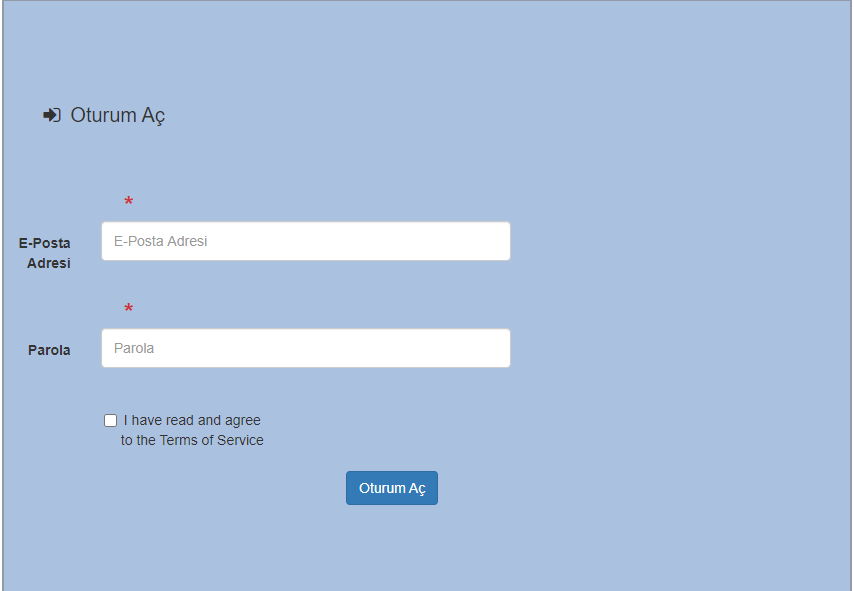 Oturum Aç
*
E-Posta Adresi
E-Posta
Adresi
*
Parola
Parola
I have read and agree
to the Terms of Service
Oturum Aç